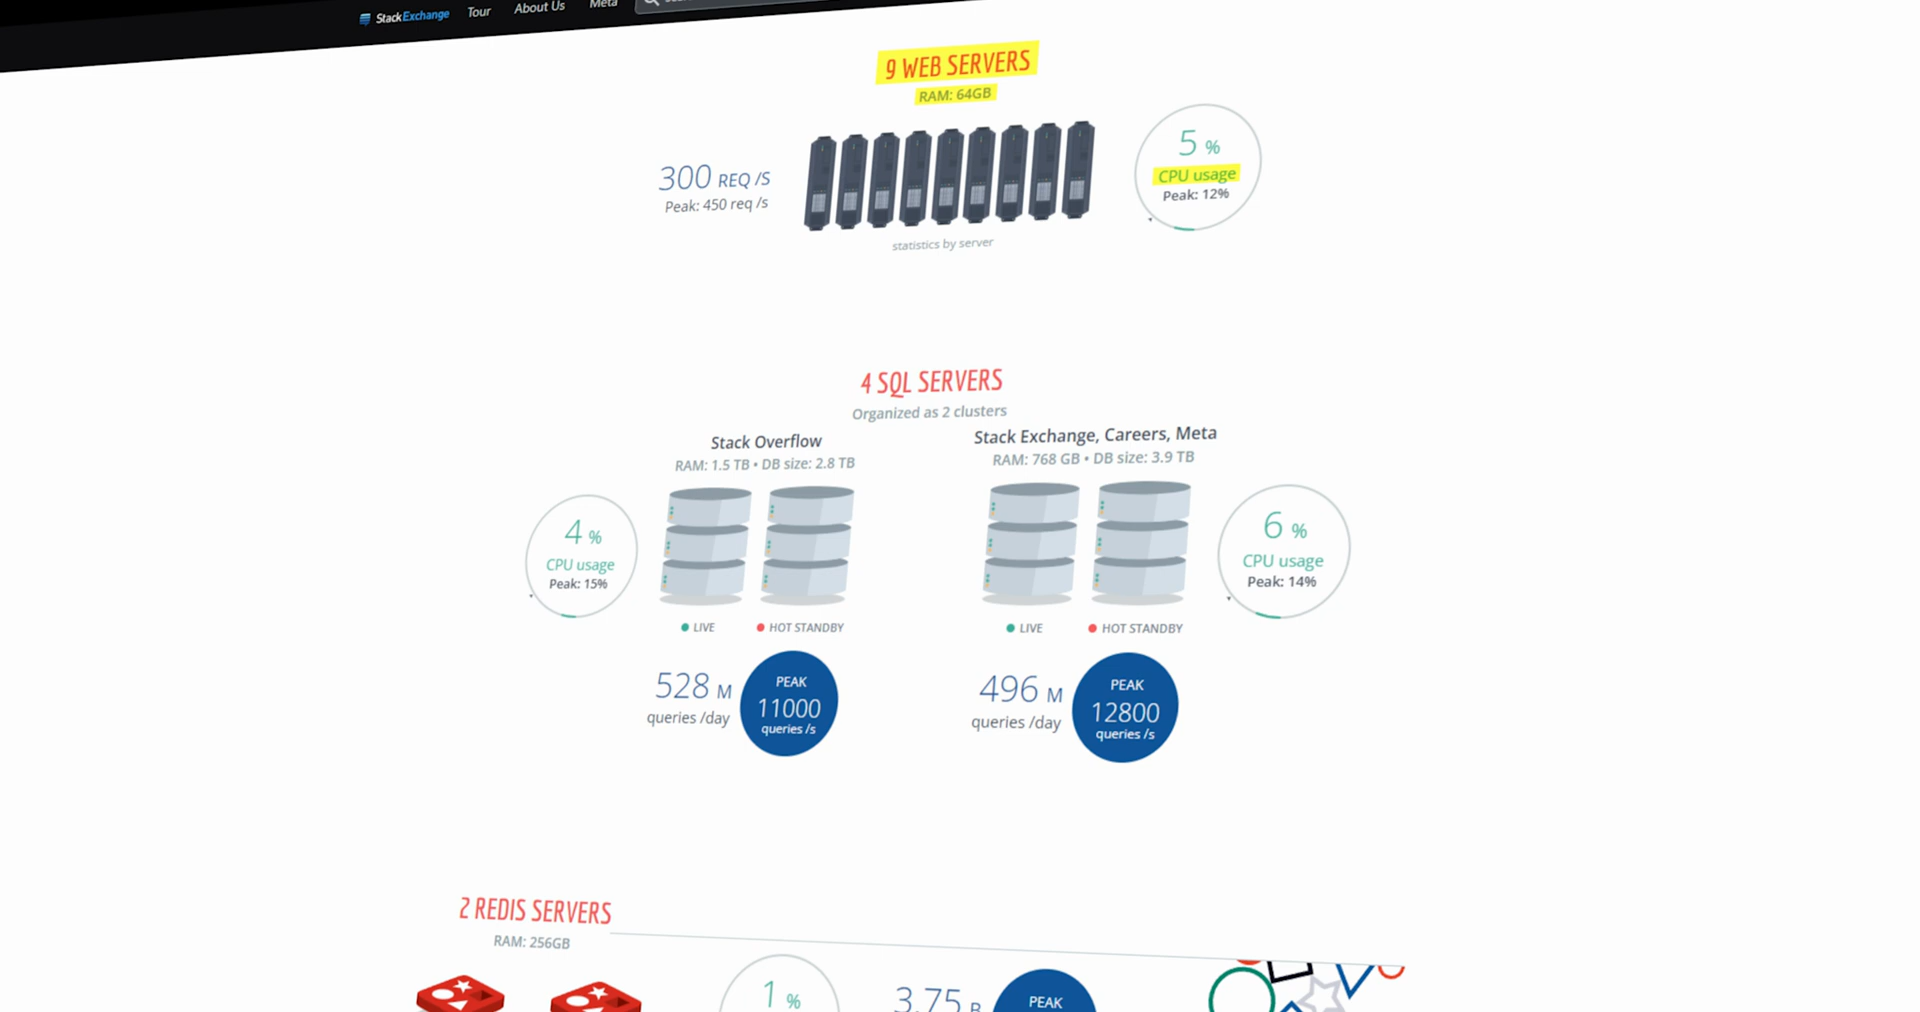 StackExchange Tour About Us Meta
9 WEB SERVERS
RAM: 64GB
300 REQ /S
Peak: 450 req /s
5 %
CPU usage
Peak: 12%
statistics by server
4 SQL SERVERS
Organized as 2 clusters
Stack Overflow
RAM: 1.5 TB • DB size: 2.8 TB
Stack Exchange, Careers, Meta
RAM: 768 GB • DB size: 3.9 TB
4 %
CPU usage
Peak: 15%
6 %
CPU usage
Peak: 14%
LIVE
HOT STANDBY
LIVE
HOT STANDBY
528 M
queries /day
PEAK
11000
queries /s
496 M
queries /day
PEAK
12800
queries /s
2 REDIS SERVERS
RAM: 256GB
1 %
3.75 B
PEAK